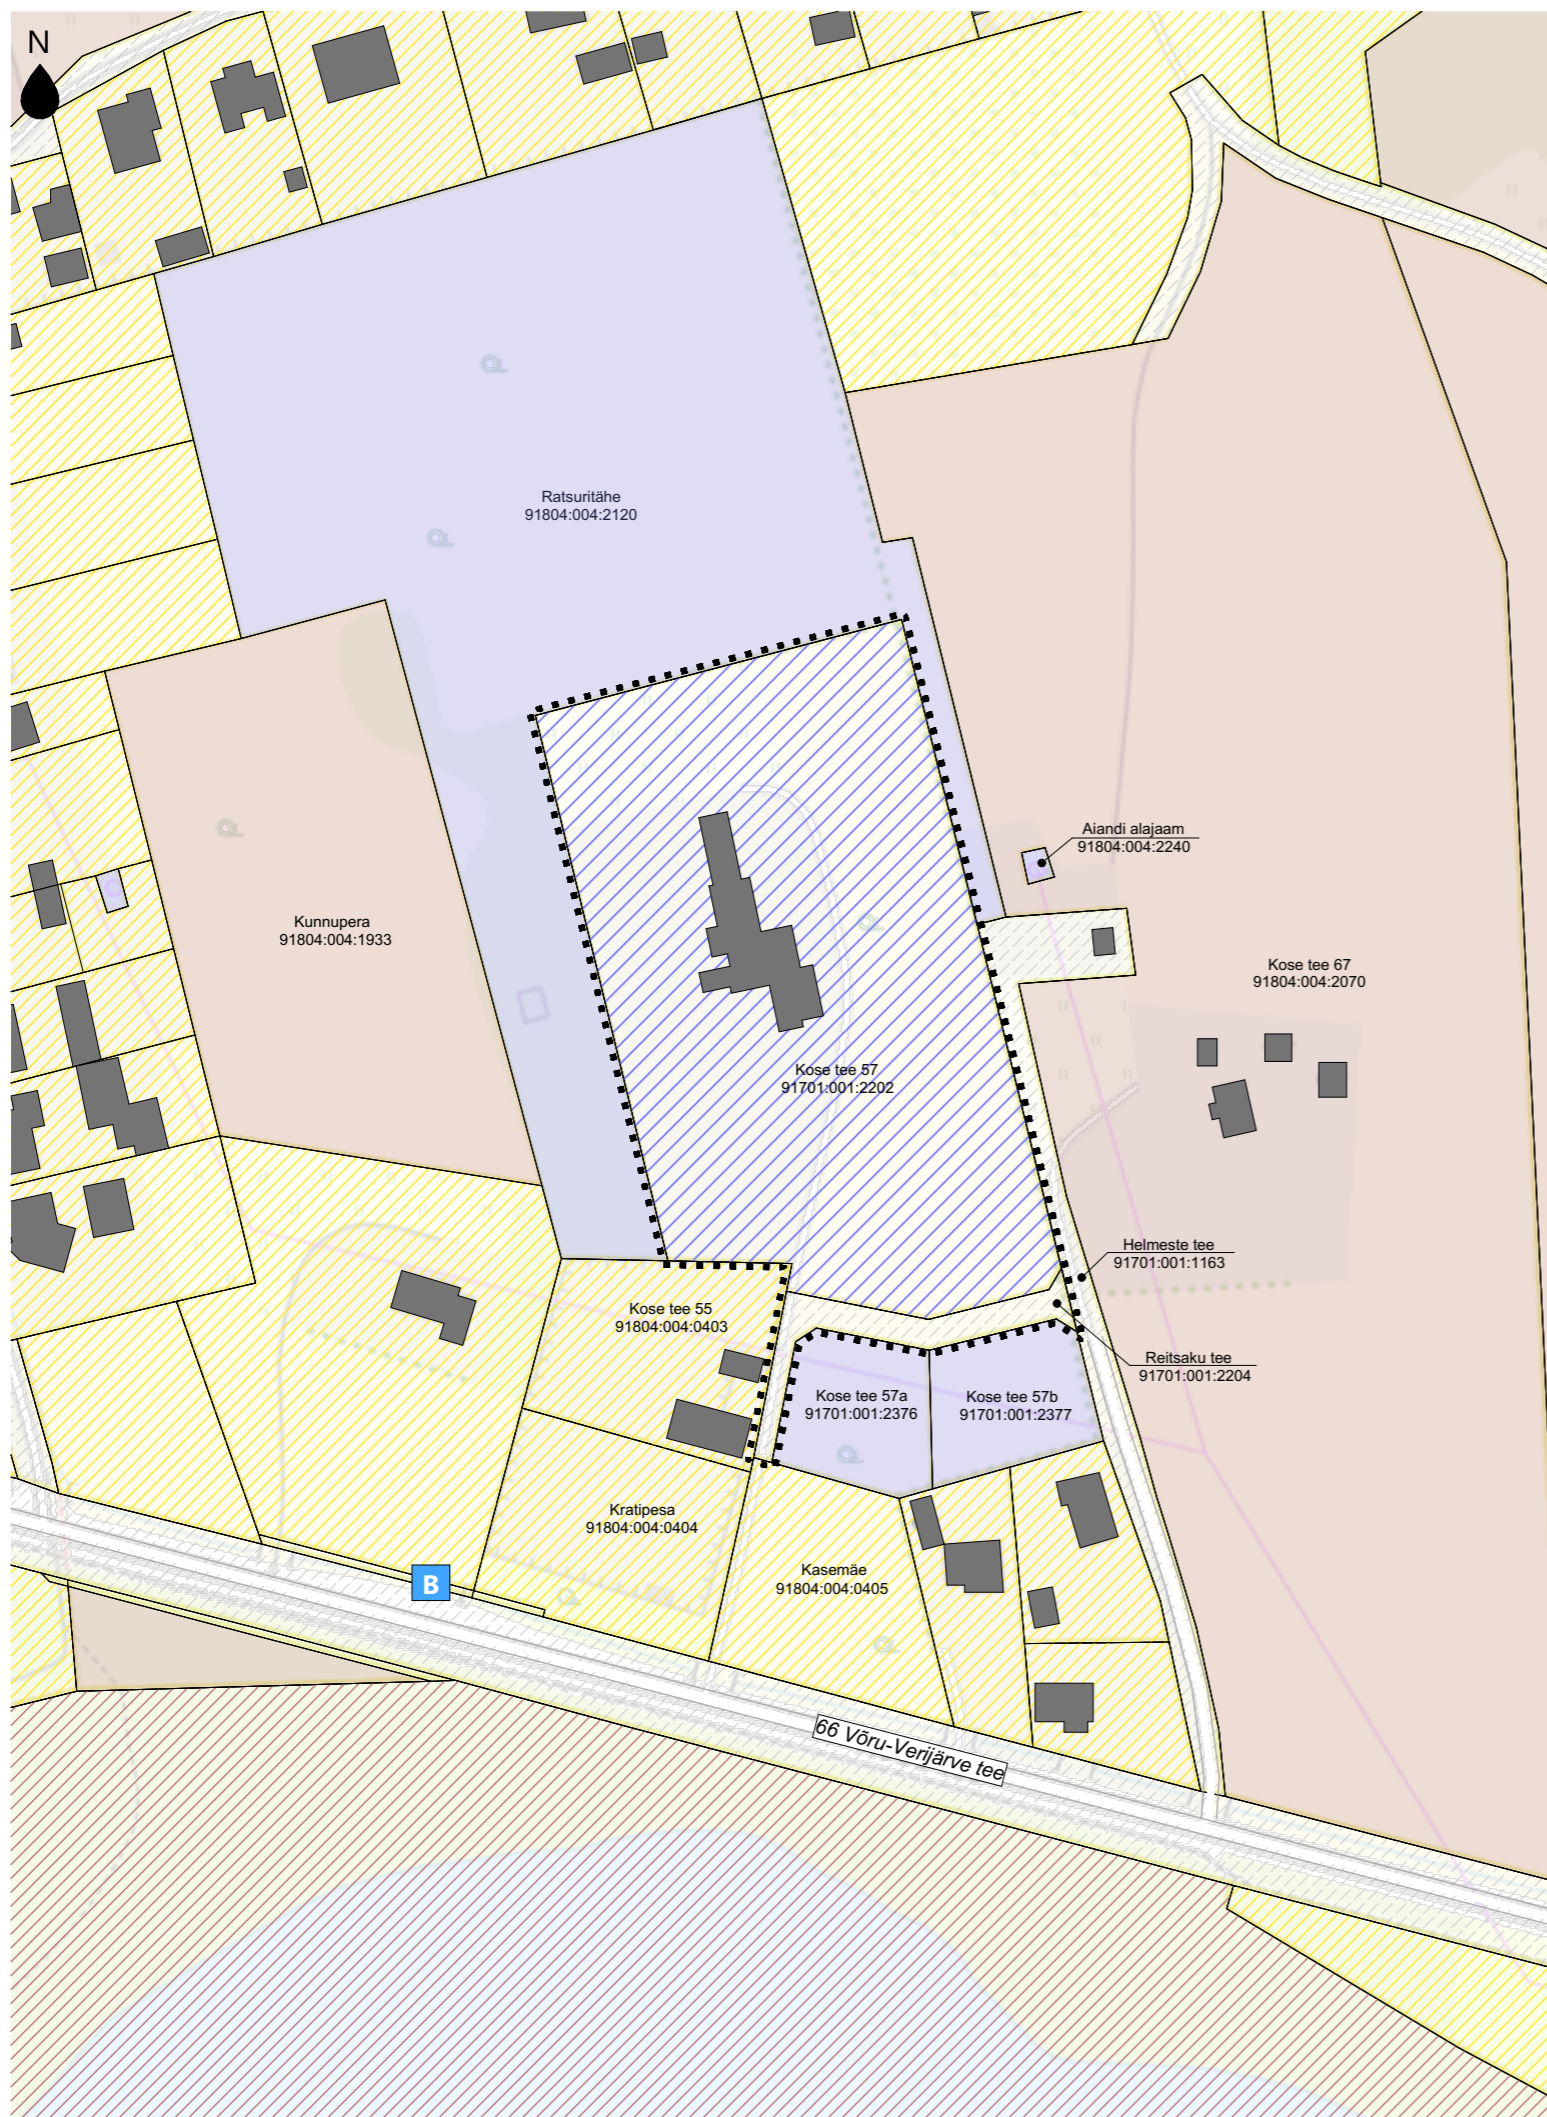 N
Ratsuritähe
91804:004:2120
Aiandi alajaam
91804:004:2240
Kunnupera
91804:004:1933
Kose tee 67
91804:004:2070
Kose tee 57
91701:001:2202
Helmeste tee
91701:001:1163
Kose tee 55
91804:004:0403
Reitsaku tee
91701:001:2204
Kose tee 57a
91701:001:2376
Kose tee 57b
91701:001:2377
Kratipesa
91804:004:0404
Kasemäe
91804:004:0405
B
66 Võru-Verijärve tee